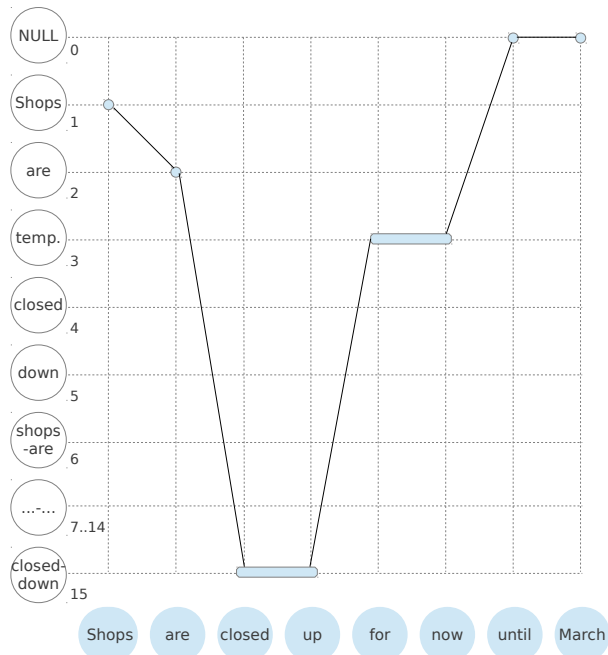 NULL
0
Shops
1
are
2
temp.
3
closed
4
down
5
shops
-are
6
...-...
7..14
closed-
down
15
Shops are closed up for now until March